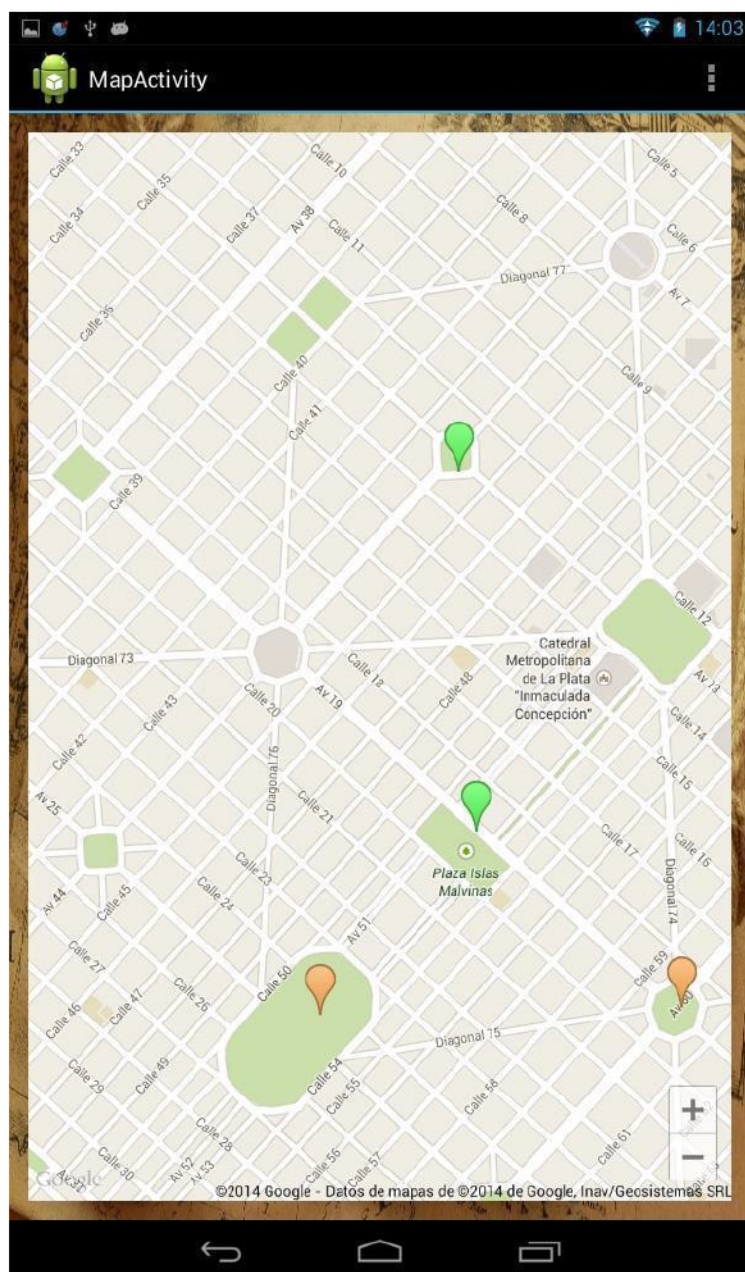 14:03
MapActivity
Calle 33
Calle 10
Calle 5
Calle 35
Calle 8
Calle 34
Calle 37
Av 38
Calle 11
Calle 6
Diagonal 77
Av 7
Calle 36
Calle 9
Calle 40
Calle 41
Calle 39
Calle 12
Catedral
Metropolitana
de La Plata
"Inmaculada
Concepción"
Diagonal 73
Calle 18
Calle 48
Calle 20
Av 19
Calle 43
Calle 14
Calle 42
Diagonal 76
Calle 15
Av 25
Calle 21
Calle 17
Calle 16
Plaza Islas
Malvinas
Calle 23
Diagonal 74
Av 44
Calle 45
Calle 24
Av 51
Calle 27
Calle 50
Calle 59
Calle 26
Calle 46
Calle 47
Av 60
Diagonal 75
Calle 49
Calle 54
Calle 29
Calle 55
Calle 58
+
Calle 28
Calle 61
Calle 56
Calle 57
Av 52
Av 53
Calle 30
Av 31
−
Google
©2014 Google - Datos de mapas de ©2014 de Google, Inav/Geosistemas SRL